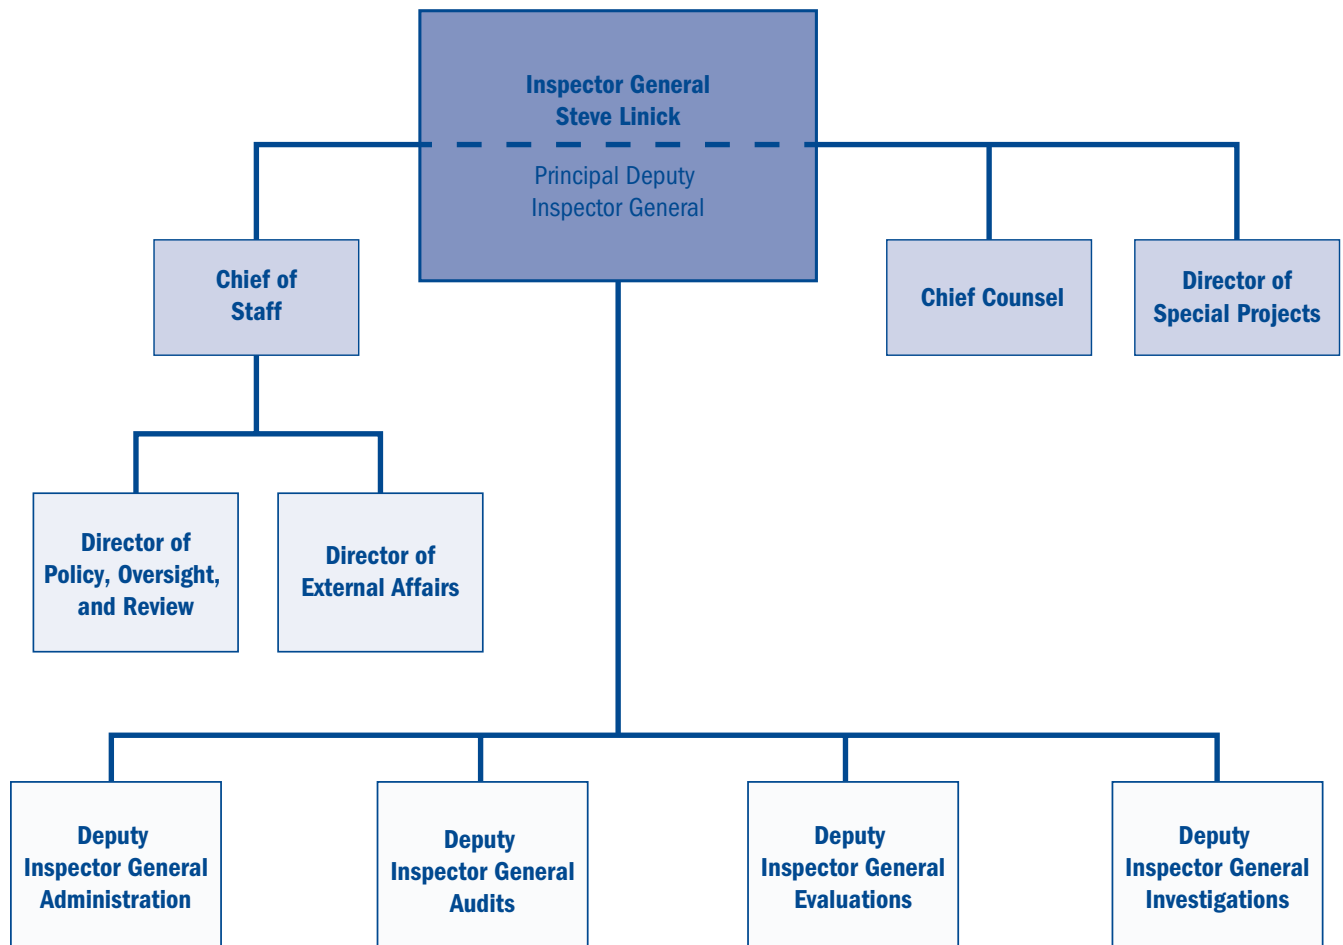 Inspector General
Steve Linick
Principal Deputy
Inspector General
Chief of
Staff
Chief Counsel
Director of
Special Projects
Director of
Policy, Oversight,
and Review
Director of
External Affairs
Deputy
Inspector General
Administration
Deputy
Inspector General
Audits
Deputy
Inspector General
Evaluations
Deputy
Inspector General
Investigations